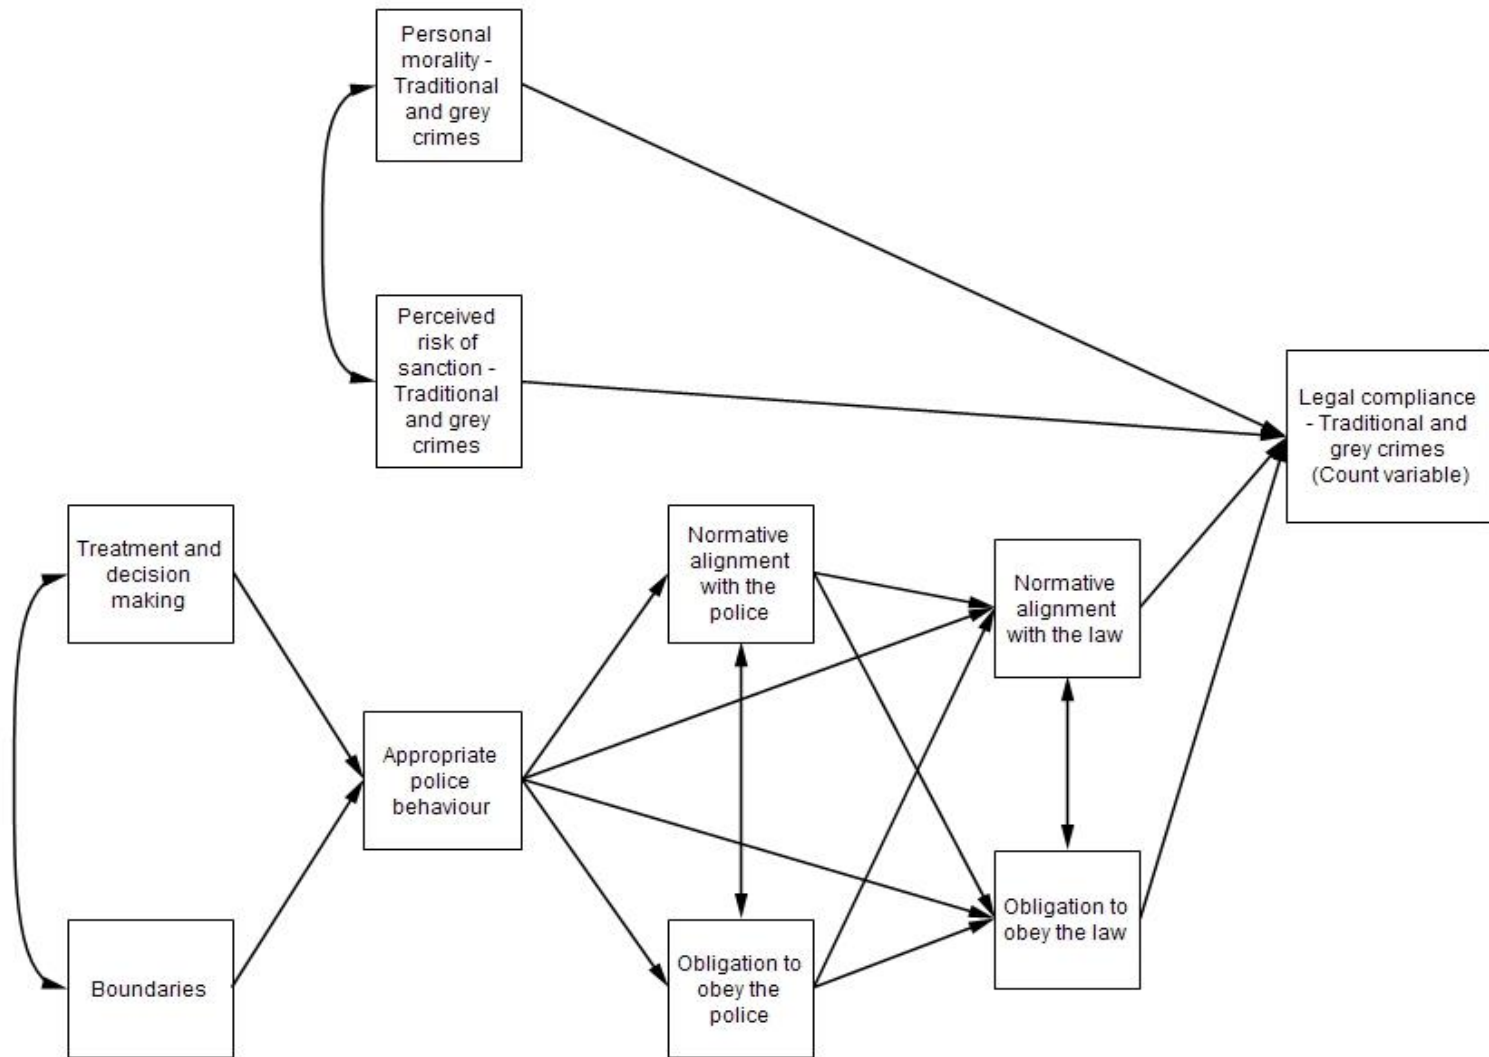 Personal
morality -
Traditional
and grey
crimes
Perceived
risk of
sanction -
Traditional
and grey
crimes
Legal compliance
- Traditional and
grey crimes
(Count variable)
Treatment and
decision
making
Normative
alignment
with the
police
Normative
alignment
with the law
Appropriate
police
behaviour
Boundaries
Obligation to
obey the
police
Obligation to
obey the law